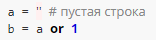 a = '' # пустая строка
b = a or 1